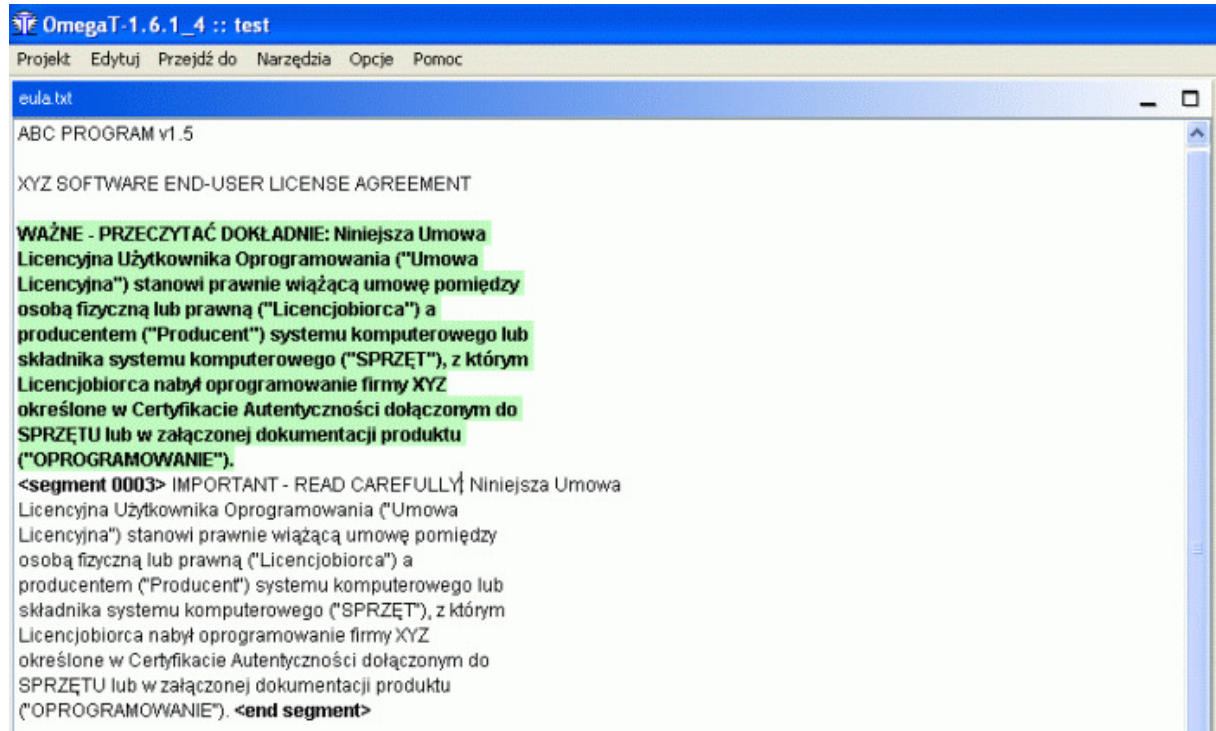 OmegaT-1.6.1_4 :: test
Projekt Edytuj Przejdź do Narzędzia Opcje Pomoc
eula.txt
ABC PROGRAM v1.5
XYZ SOFTWARE END-USER LICENSE AGREEMENT
WAŻNE - PRZECZYTAĆ DOKŁADNIE: Niniejsza Umowa
Licencyjna Użytkownika Oprogramowania ("Umowa
Licencyjna") stanowi prawnie wiążącą umowę pomiędzy
osobą fizyczną lub prawną ("Licencjobiorca") a
producentem ("Producent") systemu komputerowego lub
składnika systemu komputerowego ("SPRZĘT"), z którym
Licencjobiorca nabył oprogramowanie firmy XYZ
określone w Certyfikacie Autentyczności dołączonym do
SPRZĘTU lub w załączonej dokumentacji produktu
("OPROGRAMOWANIE").
<segment 0003> IMPORTANT - READ CAREFULLY: Niniejsza Umowa
Licencyjna Użytkownika Oprogramowania ("Umowa
Licencyjna") stanowi prawnie wiążącą umowę pomiędzy
osobą fizyczną lub prawną ("Licencjobiorca") a
producentem ("Producent") systemu komputerowego lub
składnika systemu komputerowego ("SPRZĘT"), z którym
Licencjobiorca nabył oprogramowanie firmy XYZ
określone w Certyfikacie Autentyczności dołączonym do
SPRZĘTU lub w załączonej dokumentacji produktu
("OPROGRAMOWANIE"). <end segment>